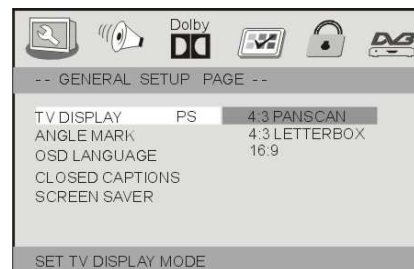 Dolby
DVB
-- GENERAL SETUP PAGE --
TV DISPLAY PS 4:3 PANSCAN
ANGLE MARK 4:3 LETTERBOX
OSD LANGUAGE 16:9
CLOSED CAPTIONS
SCREEN SAVER
SET TV DISPLAY MODE